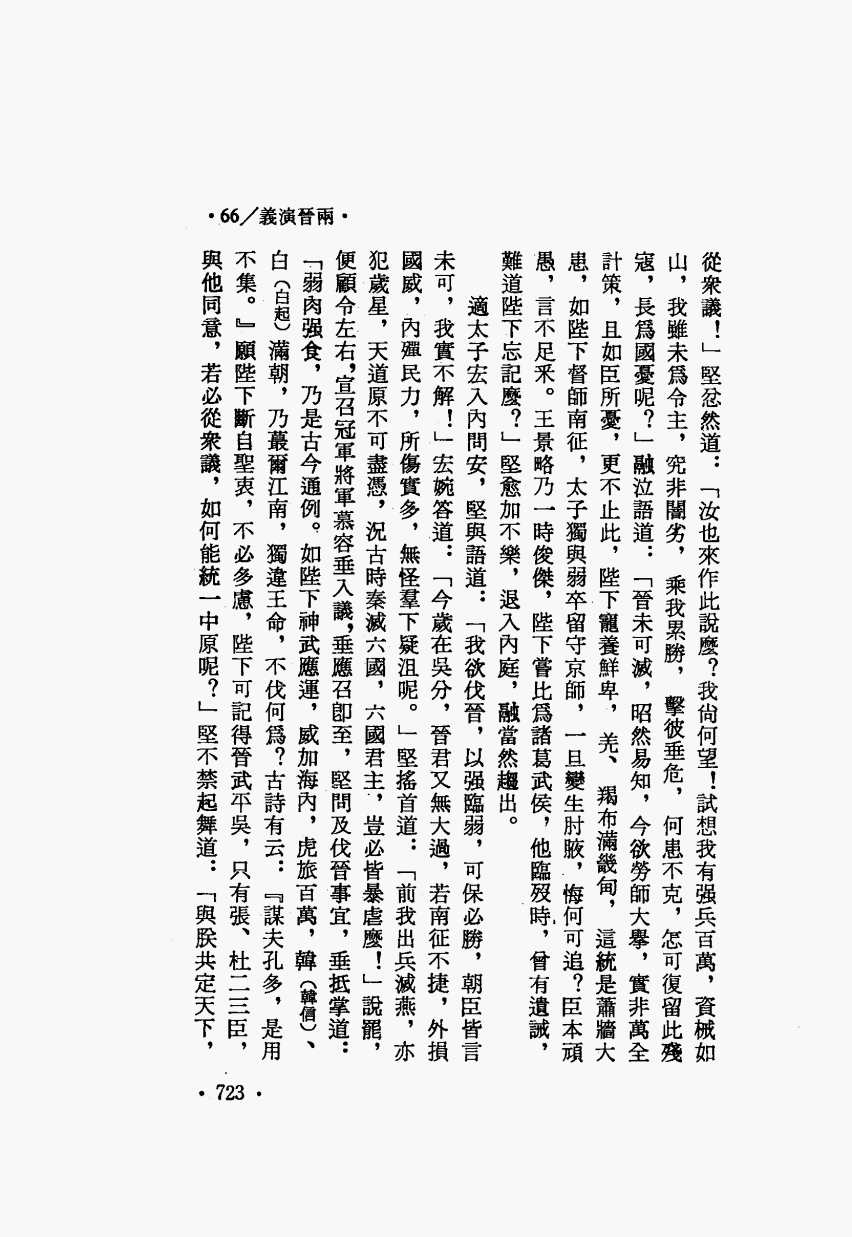 ·兩晉演義／66·
從衆議！」堅忿然道：「汝也來作此說麼？我尙何望！試想我有强兵百萬，資械如
山，我雖未爲令主，究非闇劣，乘我累勝，擊彼垂危，何患不克，怎可復留此殘
寇，長爲國憂呢？」融泣語道：「晉未可滅，昭然易知，今欲勞師大擧，實非萬全
計策，且如臣所憂，更不止此，陛下寵養鮮卑，羌、羯布滿畿甸，這統是蕭牆大
患，如陛下督師南征，太子獨與弱卒留守京師，一旦變生肘腋，悔何可追？臣本頑
愚，言不足釆。王景略乃一時俊傑，陛下嘗比爲諸葛武侯，他臨歿時，曾有遺誡，
難道陛下忘記麼？」堅愈加不樂，退入內庭，融當然趨出。
適太子宏入內問安，堅與語道：「我欲伐晉，以强臨弱，可保必勝，朝臣皆言
未可，我實不解！」宏婉答道：「今歲在吳分，晉君又無大過，若南征不捷，外損
國威，內殫民力，所傷實多，無怪羣下疑沮呢。」堅搖首道：「前我出兵滅燕，亦
犯歲星，天道原不可盡憑，況古時秦滅六國，六國君主，豈必皆暴虐麼！」說罷，
便顧令左右，宣召冠軍將軍慕容垂入議，垂應召卽至，堅問及伐晉事宜，垂抵掌道：
「弱肉强食，乃是古今通例。如陛下神武應運，威加海內，虎旅百萬，韓（韓信）、
白（白起）滿朝，乃蕞爾江南，獨違王命，不伐何爲？古詩有云：『謀夫孔多，是用
不集。』願陛下斷自聖衷，不必多慮，陛下可記得晉武平吳，只有張、杜二三臣，
與他同意，若必從衆議，如何能統一中原呢？」堅不禁起舞道：「與朕共定天下，
·723·